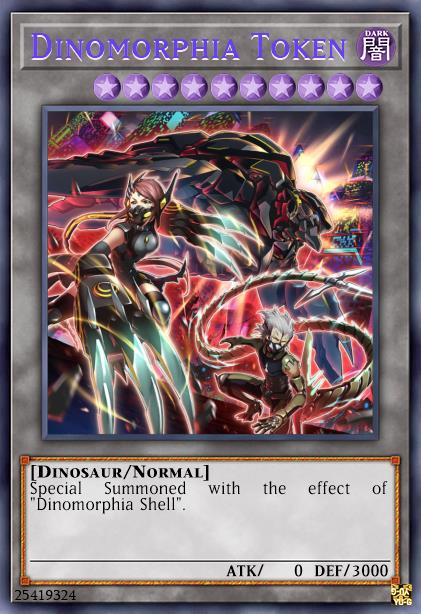 DINOMORPHIA TOKEN
DARK
闇
[DINOSAUR/NORMAL]
Special Summoned with the effect of
"Dinomorphia Shell".
ATK/ 0 DEF/3000
25419324